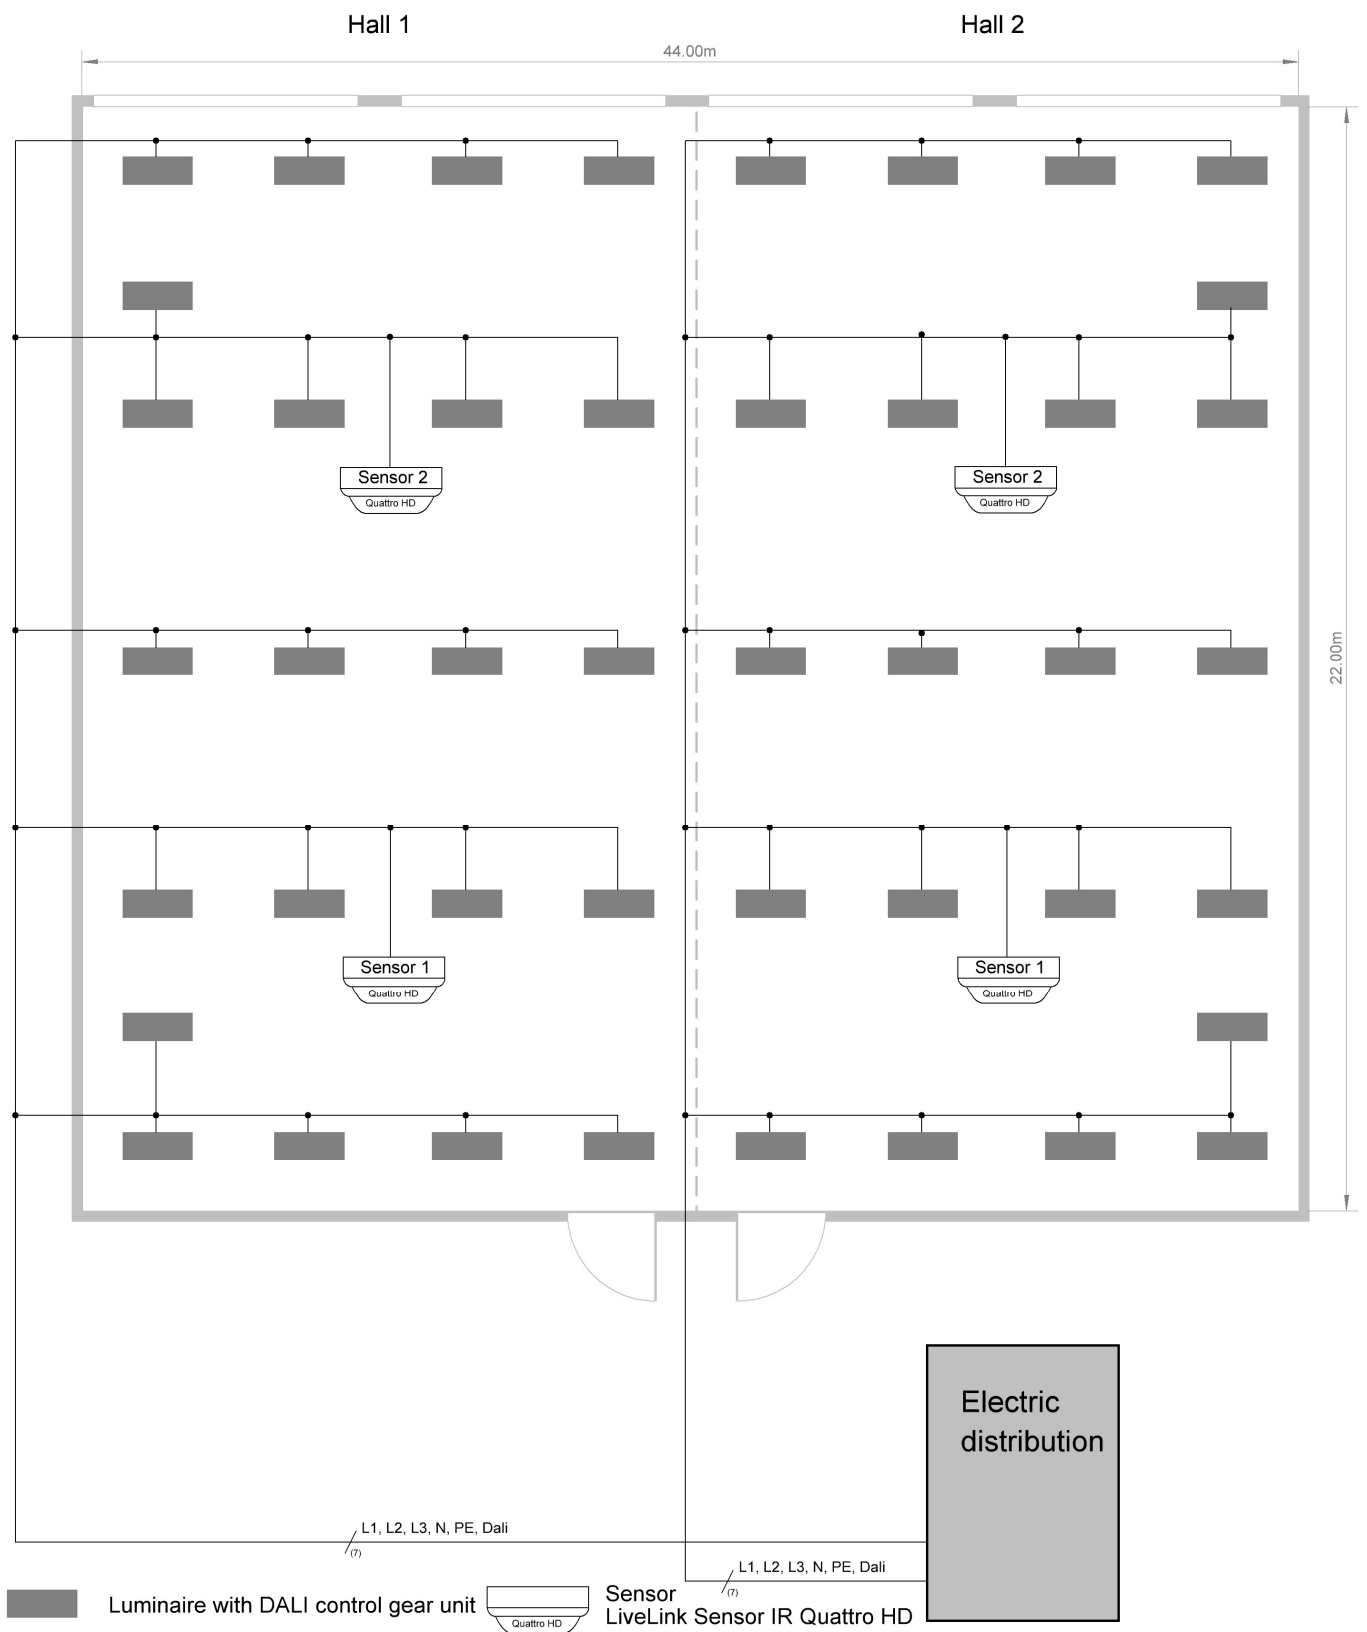 Hall 1
Hall 2
44.00m
Sensor 2
Quattro HD
Sensor 2
Quattro HD
22.00m
Sensor 1
Quattro HD
Sensor 1
Quattro HD
Electric
distribution
L1, L2, L3, N, PE, Dali
(7)
L1, L2, L3, N, PE, Dali
(7)
Luminaire with DALI control gear unit
Quattro HD
Sensor
LiveLink Sensor IR Quattro HD